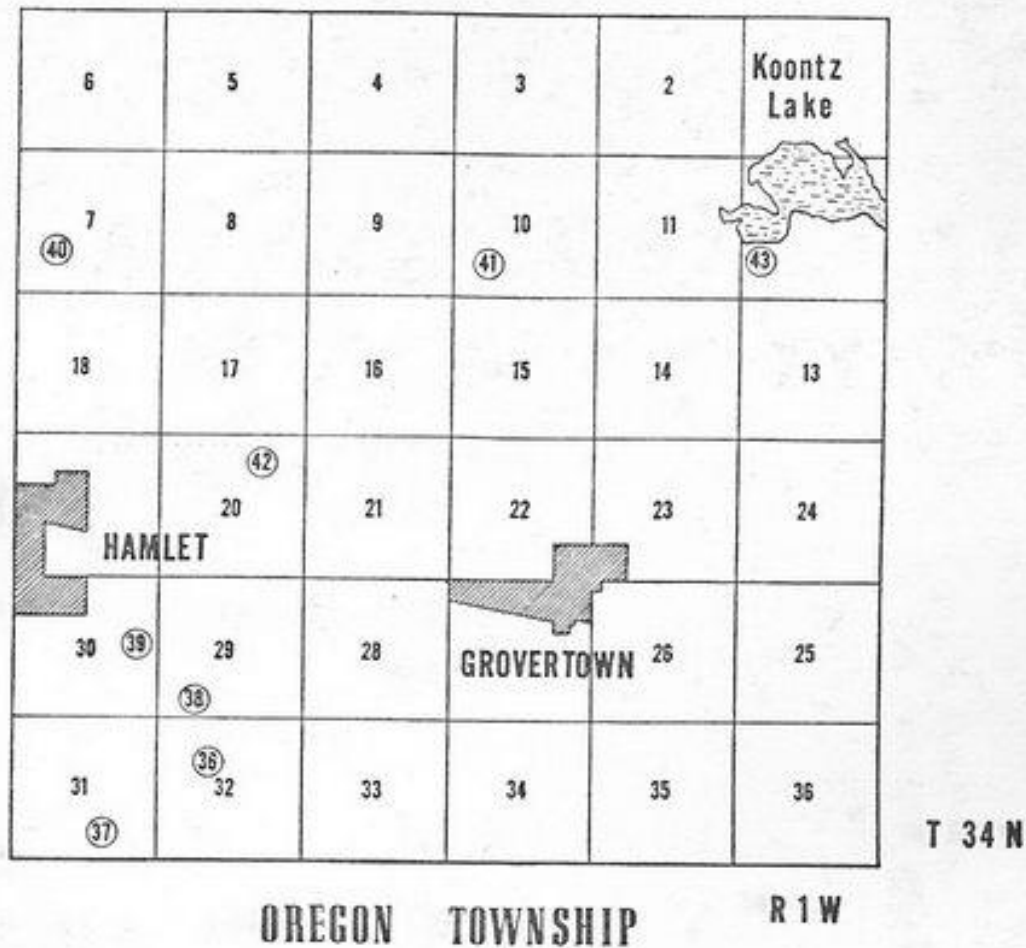 6 5 4 3 2 Koontz
Lake
7 8 9 10 11
40 41 43
18 17 16 15 14 13
42
20 21 22 23 24
HAMLET
30 39 29 28 GROVERTOWN 26 25
38
36
31 32 33 34 35 36
37
T 34 N
R 1 W
OREGON TOWNSHIP